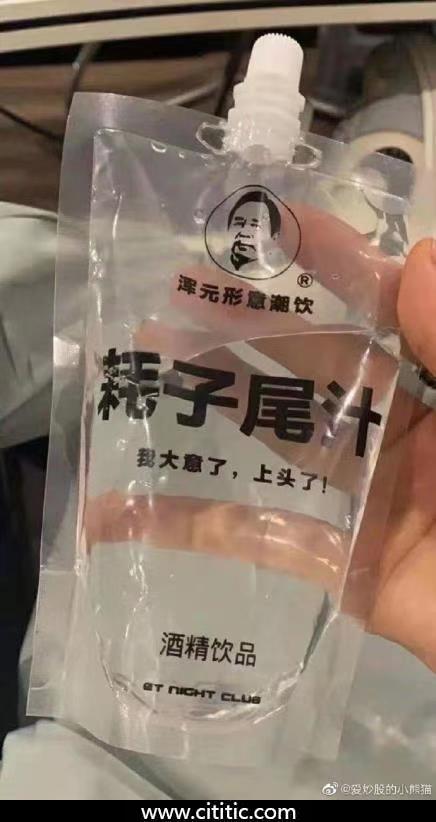 ®
浑元形意潮饮
耗子尾汁
我大意了，上头了！
酒精饮品
GT NIGHT CLUB
@爱炒股的小熊猫
www.cititic.com